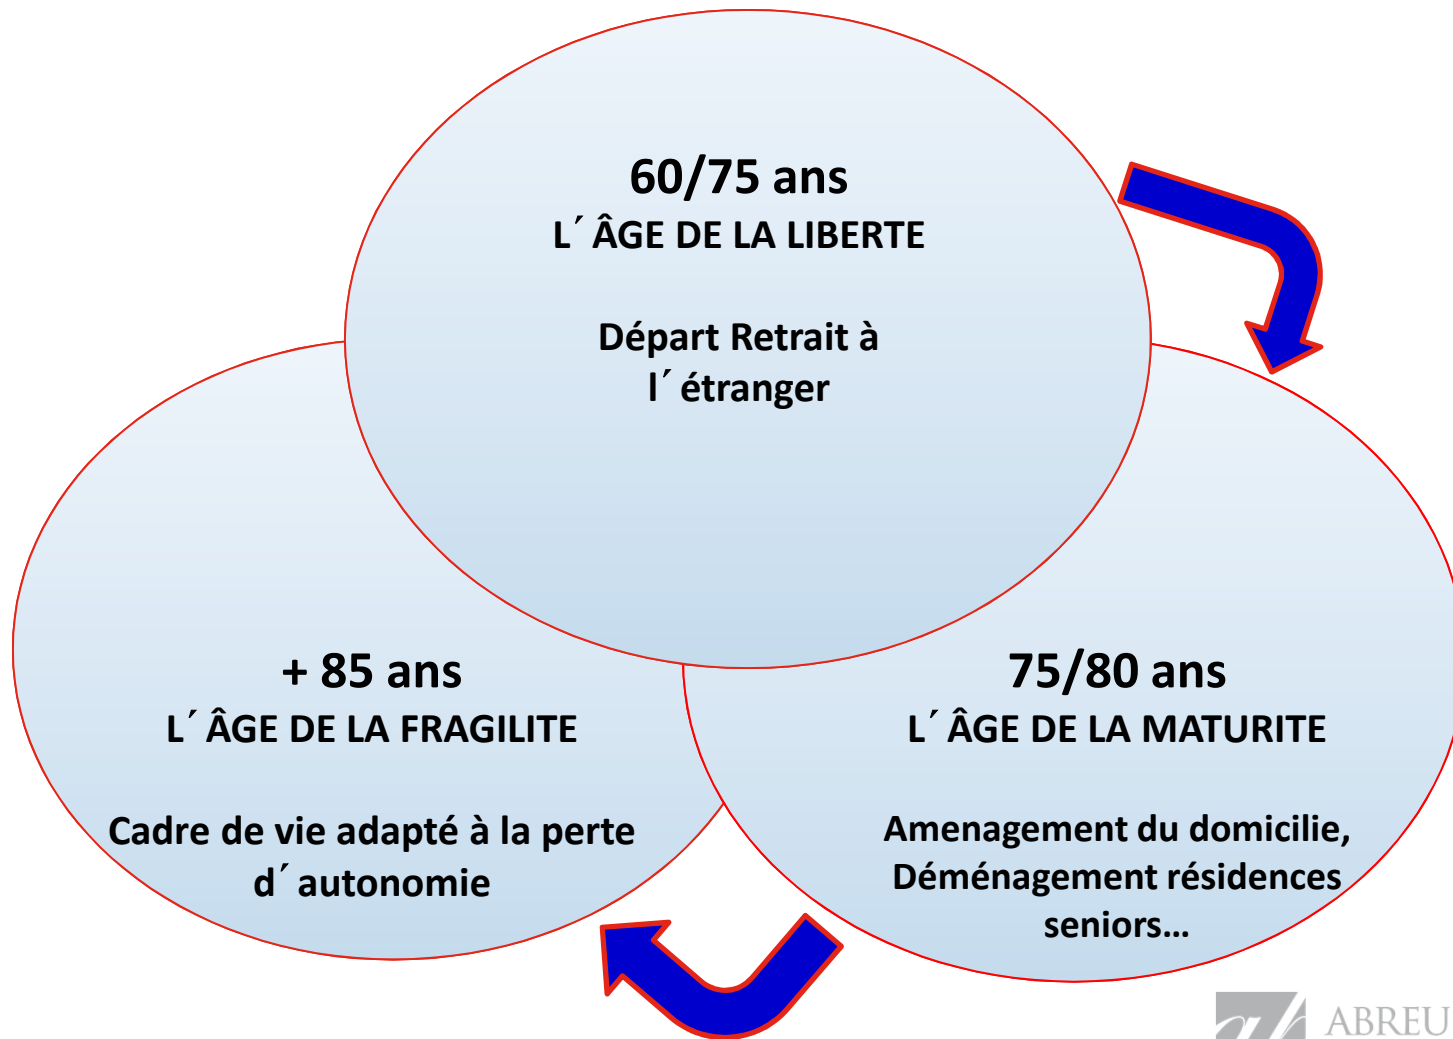 60/75 ans
L´ ÂGE DE LA LIBERTE
Départ Retrait à
l´ étranger
+ 85 ans
L´ ÂGE DE LA FRAGILITE
Cadre de vie adapté à la perte
d´ autonomie
75/80 ans
L´ ÂGE DE LA MATURITE
Amenagement du domicilie,
Déménagement résidences
seniors...
ABREU